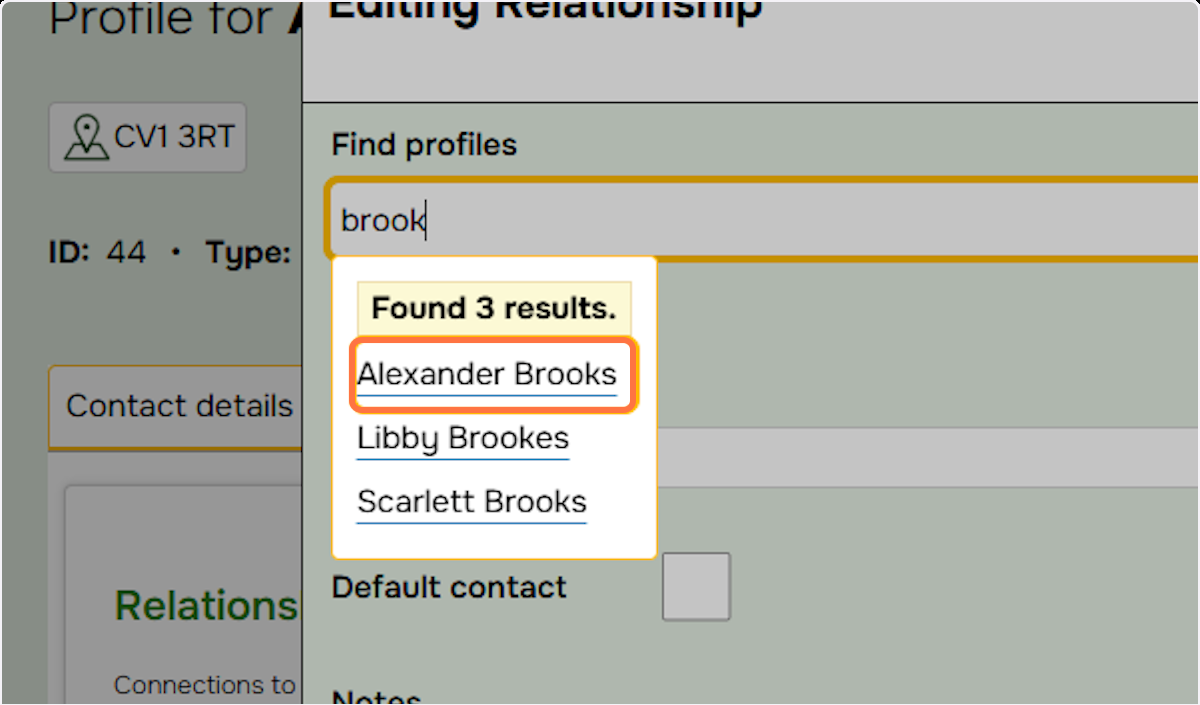 Profile for
CV1 3RT
ID: 44 • Type:
Contact details
Relations
Connections to
Editing Relationship
Find profiles
brook
Found 3 results.
Alexander Brooks
Libby Brookes
Scarlett Brooks
Default contact
Notes